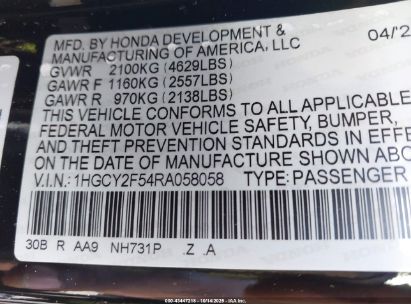 MFD. BY HONDA DEVELOPMENT & 04/2
MANUFACTURING OF AMERICA, LLC
GVWR 2100KG (4629LBS)
GAWR F 1160KG (2557LBS)
GAWR R 970KG (2138LBS)
THIS VEHICLE CONFORMS TO ALL APPLICABLE
FEDERAL MOTOR VEHICLE SAFETY, BUMPER,
AND THEFT PREVENTION STANDARDS IN EFFE
ON THE DATE OF MANUFACTURE SHOWN ABO
V.I.N.: 1HGCY2F54RA058058 TYPE: PASSENGER
30B R AA9 NH731P Z A